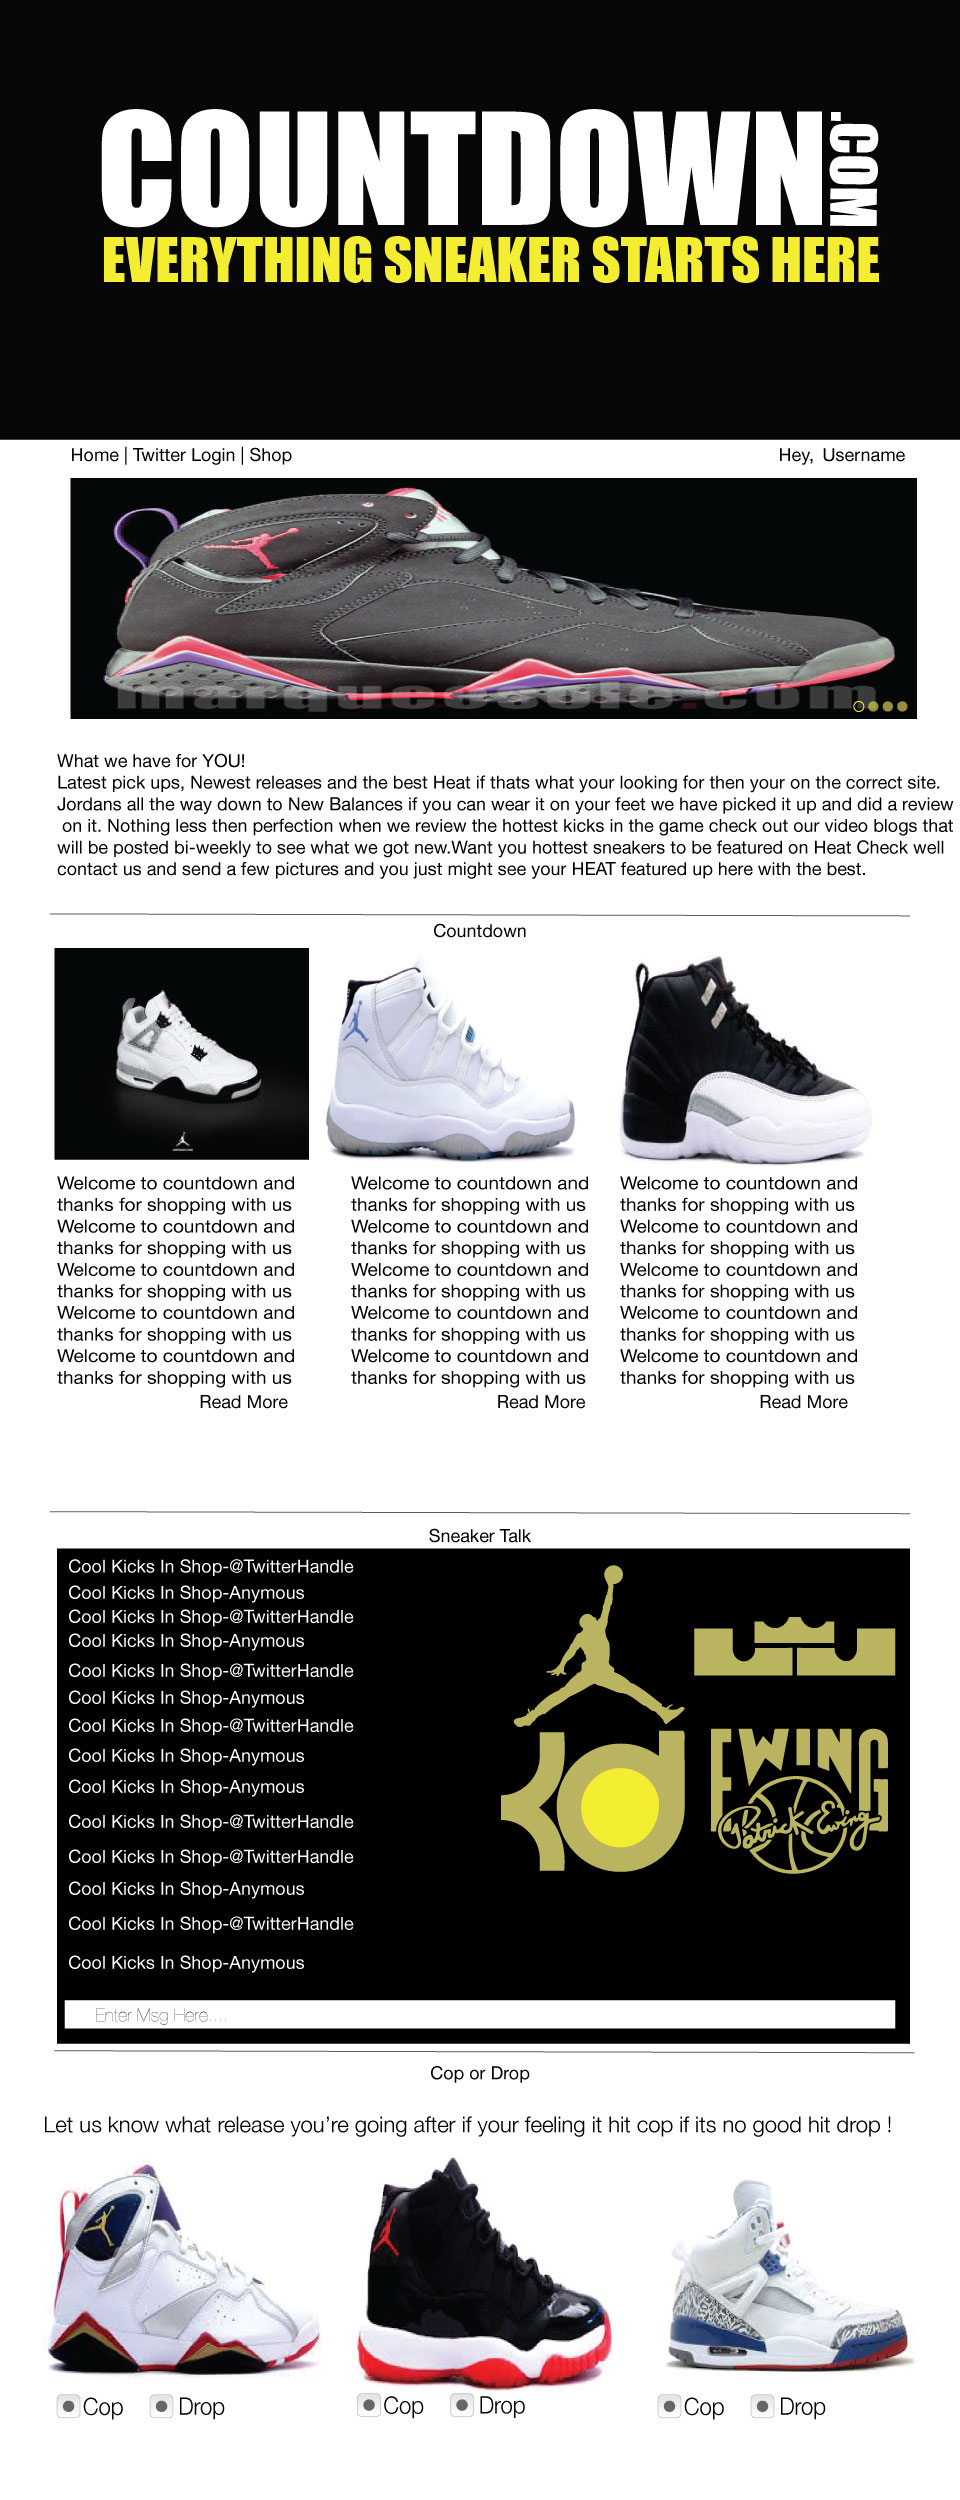 COUNTDOWN.COM
EVERYTHING SNEAKER STARTS HERE
Home | Twitter Login | Shop
Hey, Username
marquessole.com
What we have for YOU!
Latest pick ups, Newest releases and the best Heat if thats what your looking for then your on the correct site.
Jordans all the way down to New Balances if you can wear it on your feet we have picked it up and did a review
on it. Nothing less then perfection when we review the hottest kicks in the game check out our video blogs that
will be posted bi-weekly to see what we got new.Want you hottest sneakers to be featured on Heat Check well
contact us and send a few pictures and you just might see your HEAT featured up here with the best.
Countdown
Welcome to countdown and
thanks for shopping with us
Welcome to countdown and
thanks for shopping with us
Welcome to countdown and
thanks for shopping with us
Welcome to countdown and
thanks for shopping with us
Welcome to countdown and
thanks for shopping with us
Read More
Welcome to countdown and
thanks for shopping with us
Welcome to countdown and
thanks for shopping with us
Welcome to countdown and
thanks for shopping with us
Welcome to countdown and
thanks for shopping with us
Welcome to countdown and
thanks for shopping with us
Read More
Welcome to countdown and
thanks for shopping with us
Welcome to countdown and
thanks for shopping with us
Welcome to countdown and
thanks for shopping with us
Welcome to countdown and
thanks for shopping with us
Welcome to countdown and
thanks for shopping with us
Read More
Sneaker Talk
Cool Kicks In Shop-@TwitterHandle
Cool Kicks In Shop-Anymous
Cool Kicks In Shop-@TwitterHandle
Cool Kicks In Shop-Anymous
Cool Kicks In Shop-@TwitterHandle
Cool Kicks In Shop-Anymous
Cool Kicks In Shop-@TwitterHandle
Cool Kicks In Shop-Anymous
Cool Kicks In Shop-Anymous
Cool Kicks In Shop-@TwitterHandle
Cool Kicks In Shop-@TwitterHandle
Cool Kicks In Shop-Anymous
Cool Kicks In Shop-@TwitterHandle
Cool Kicks In Shop-Anymous
EWING
Patrick Ewing
Enter Msg Here....
Cop or Drop
Let us know what release you’re going after if your feeling it hit cop if its no good hit drop !
Cop Drop
Cop Drop
Cop Drop